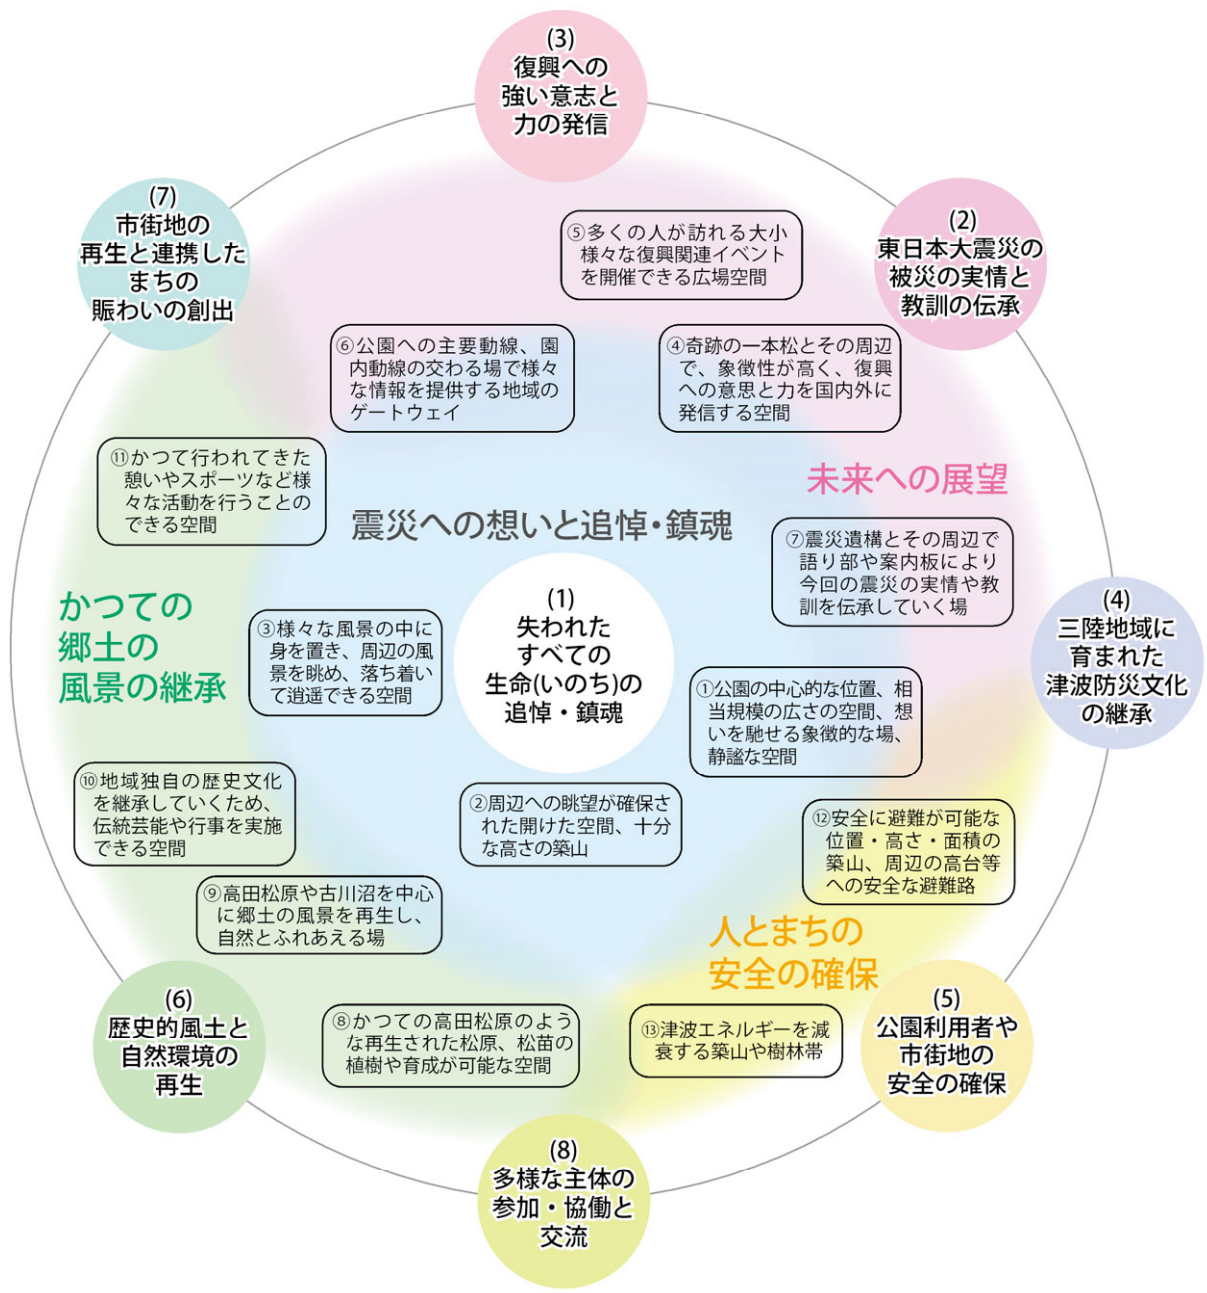 (3)
復興への
強い意志と
力の発信
(7)
市街地の
再生と連携した
まちの
賑わいの創出
(2)
東日本大震災の
被災の実情と
教訓の伝承
⑤多くの人が訪れる大小
様々な復興関連イベント
を開催できる広場空間
⑥公園への主要動線、園
内動線の交わる場で様々
な情報を提供する地域の
ゲートウェイ
④奇跡の一本松とその周辺
で、象徴性が高く、復興
への意思と力を国内外に
発信する空間
⑪かつて行われてきた
憩いやスポーツなど様
々な活動を行うことの
できる空間
未来への展望
震災への想いと追悼・鎮魂
⑦震災遺構とその周辺で
語り部や案内板により
今回の震災の実情や教
訓を伝承していく場
かつての
郷土の
風景の継承
③様々な風景の中に
身を置き、周辺の風
景を眺め、落ち着い
て逍遥できる空間
(1)
失われた
すべての
生命(いのち)の
追悼・鎮魂
(4)
三陸地域に
育まれた
津波防災文化
の継承
①公園の中心的な位置、相
当規模の広さの空間、想
いを馳せる象徴的な場、
静謐な空間
⑩地域独自の歴史文化
を継承していくため、
伝統芸能や行事を実施
できる空間
②周辺への眺望が確保さ
れた開けた空間、十分
な高さの築山
⑫安全に避難が可能な
位置・高さ・面積の
築山、周辺の高台等
への安全な避難路
⑨高田松原や古川沼を中心
に郷土の風景を再生し、
自然とふれあえる場
人とまちの
安全の確保
(6)
歴史的風土と
自然環境の
再生
⑧かつての高田松原のよう
な再生された松原、松苗の
植樹や育成が可能な空間
⑬津波エネルギーを減
衰する築山や樹林帯
(5)
公園利用者や
市街地の
安全の確保
(8)
多様な主体の
参加・協働と
交流